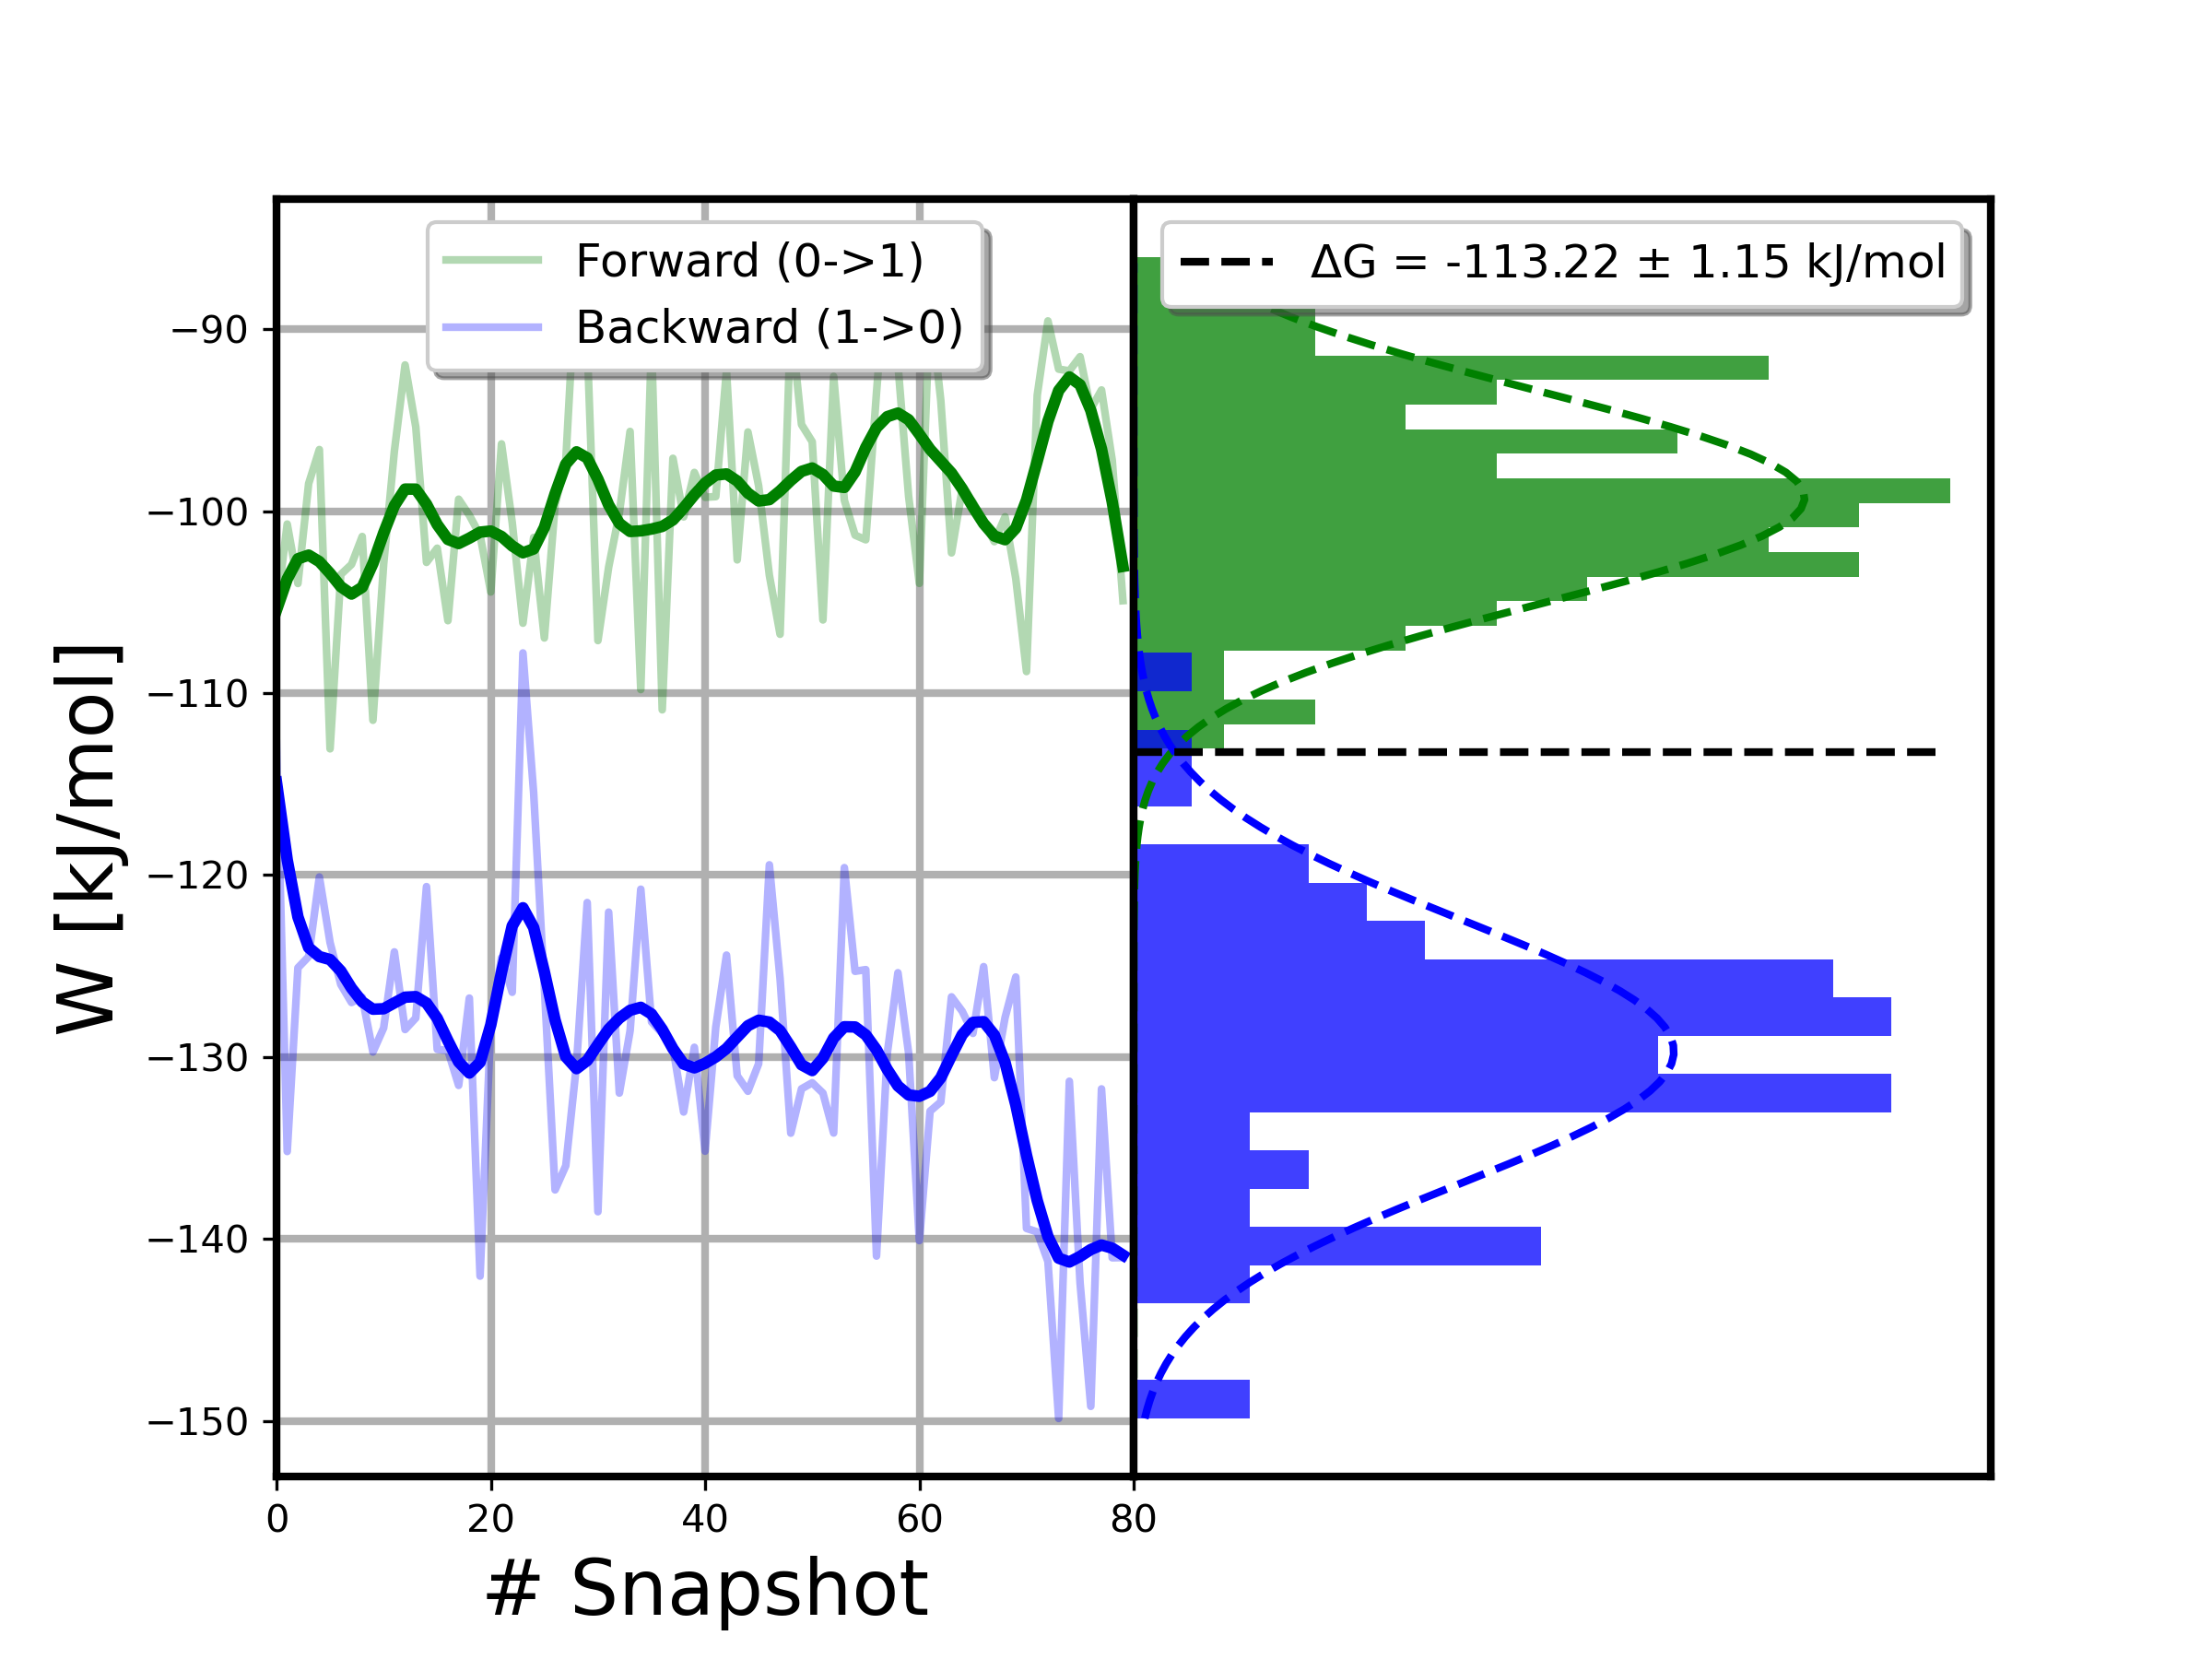 Forward (0->1)
Backward (1->0)
ΔG = -113.22 ± 1.15 kJ/mol
−90
−100
−110
−120
−130
−140
−150
W [kJ/mol]
0 20 40 60 80
# Snapshot